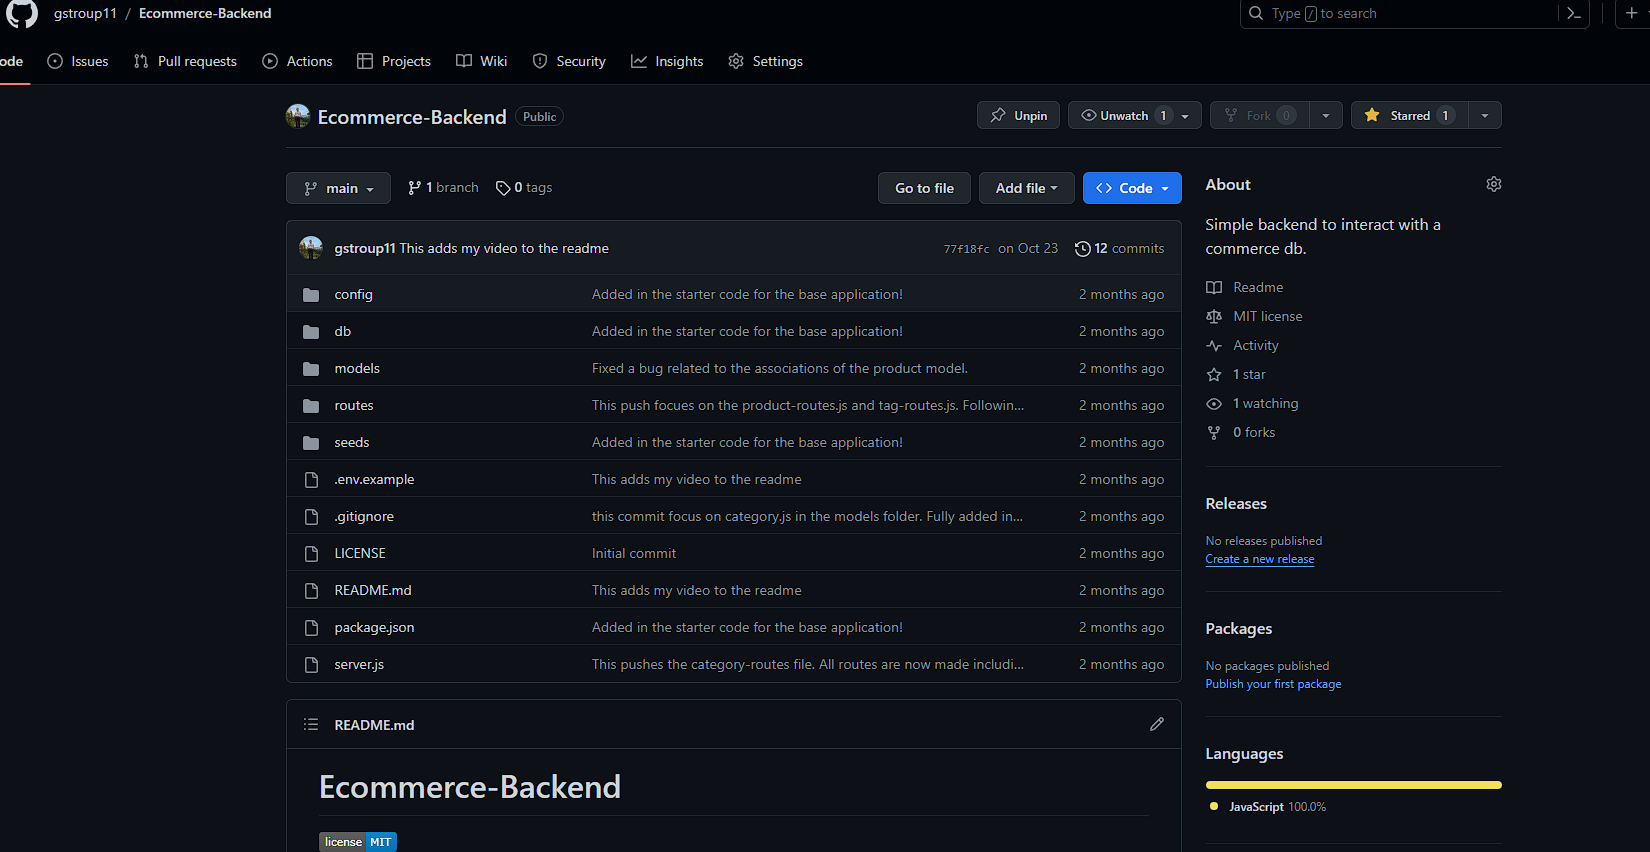 gstroup11 / Ecommerce-Backend
Type / to search
ode Issues Pull requests Actions Projects Wiki Security Insights Settings
Ecommerce-Backend Public
Unpin Unwatch 1 Fork 0 Starred 1
main 1 branch 0 tags
Go to file Add file Code
gstroup11 This adds my video to the readme 77f18fc on Oct 23 12 commits
config Added in the starter code for the base application! 2 months ago
db Added in the starter code for the base application! 2 months ago
models Fixed a bug related to the associations of the product model. 2 months ago
routes This push focues on the product-routes.js and tag-routes.js. Followin... 2 months ago
seeds Added in the starter code for the base application! 2 months ago
.env.example This adds my video to the readme 2 months ago
.gitignore this commit focus on category.js in the models folder. Fully added in... 2 months ago
LICENSE Initial commit 2 months ago
README.md This adds my video to the readme 2 months ago
package.json Added in the starter code for the base application! 2 months ago
server.js This pushes the category-routes file. All routes are now made includi... 2 months ago
README.md
Ecommerce-Backend
license MIT
About
Simple backend to interact with a
commerce db.
Readme
MIT license
Activity
1 star
1 watching
0 forks
Releases
No releases published
Create a new release
Packages
No packages published
Publish your first package
Languages
JavaScript 100.0%